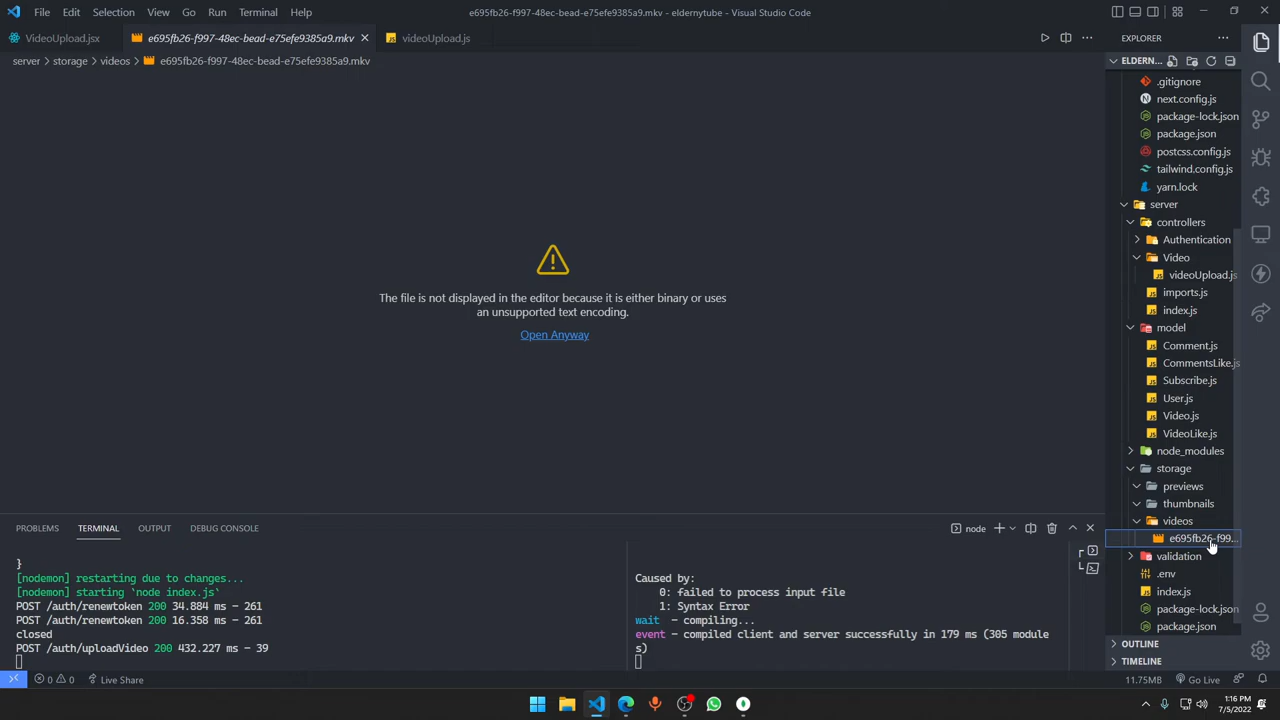 File Edit Selection View Go Run Terminal Help
e695fb26-f997-48ec-bead-e75efe9385a9.mkv - eldernytube - Visual Studio Code
VideoUpload.jsx
e695fb26-f997-48ec-bead-e75efe9385a9.mkv
videoUpload.js
server > storage > videos > e695fb26-f997-48ec-bead-e75efe9385a9.mkv
The file is not displayed in the editor because it is either binary or uses
an unsupported text encoding.
Open Anyway
EXPLORER
ELDERN...
.gitignore
next.config.js
package-lock.json
package.json
postcss.config.js
tailwind.config.js
yarn.lock
server
controllers
Authentication
Video
videoUpload.js
imports.js
index.js
model
Comment.js
CommentsLike.js
Subscribe.js
User.js
Video.js
VideoLike.js
node_modules
storage
previews
thumbnails
videos
e695fb26-f99...
validation
.env
index.js
package-lock.json
package.json
OUTLINE
TIMELINE
PROBLEMS TERMINAL OUTPUT DEBUG CONSOLE
node
}
[nodemon] restarting due to changes...
[nodemon] starting `node index.js`
POST /auth/renewtoken 200 34.884 ms - 261
POST /auth/renewtoken 200 16.358 ms - 261
closed
POST /auth/uploadVideo 200 432.227 ms - 39
Caused by:
0: failed to process input file
1: Syntax Error
wait - compiling...
event - compiled client and server successfully in 179 ms (305 module
s)
0 0 Live Share
11.75MB Go Live
1:16 PM
7/5/2022